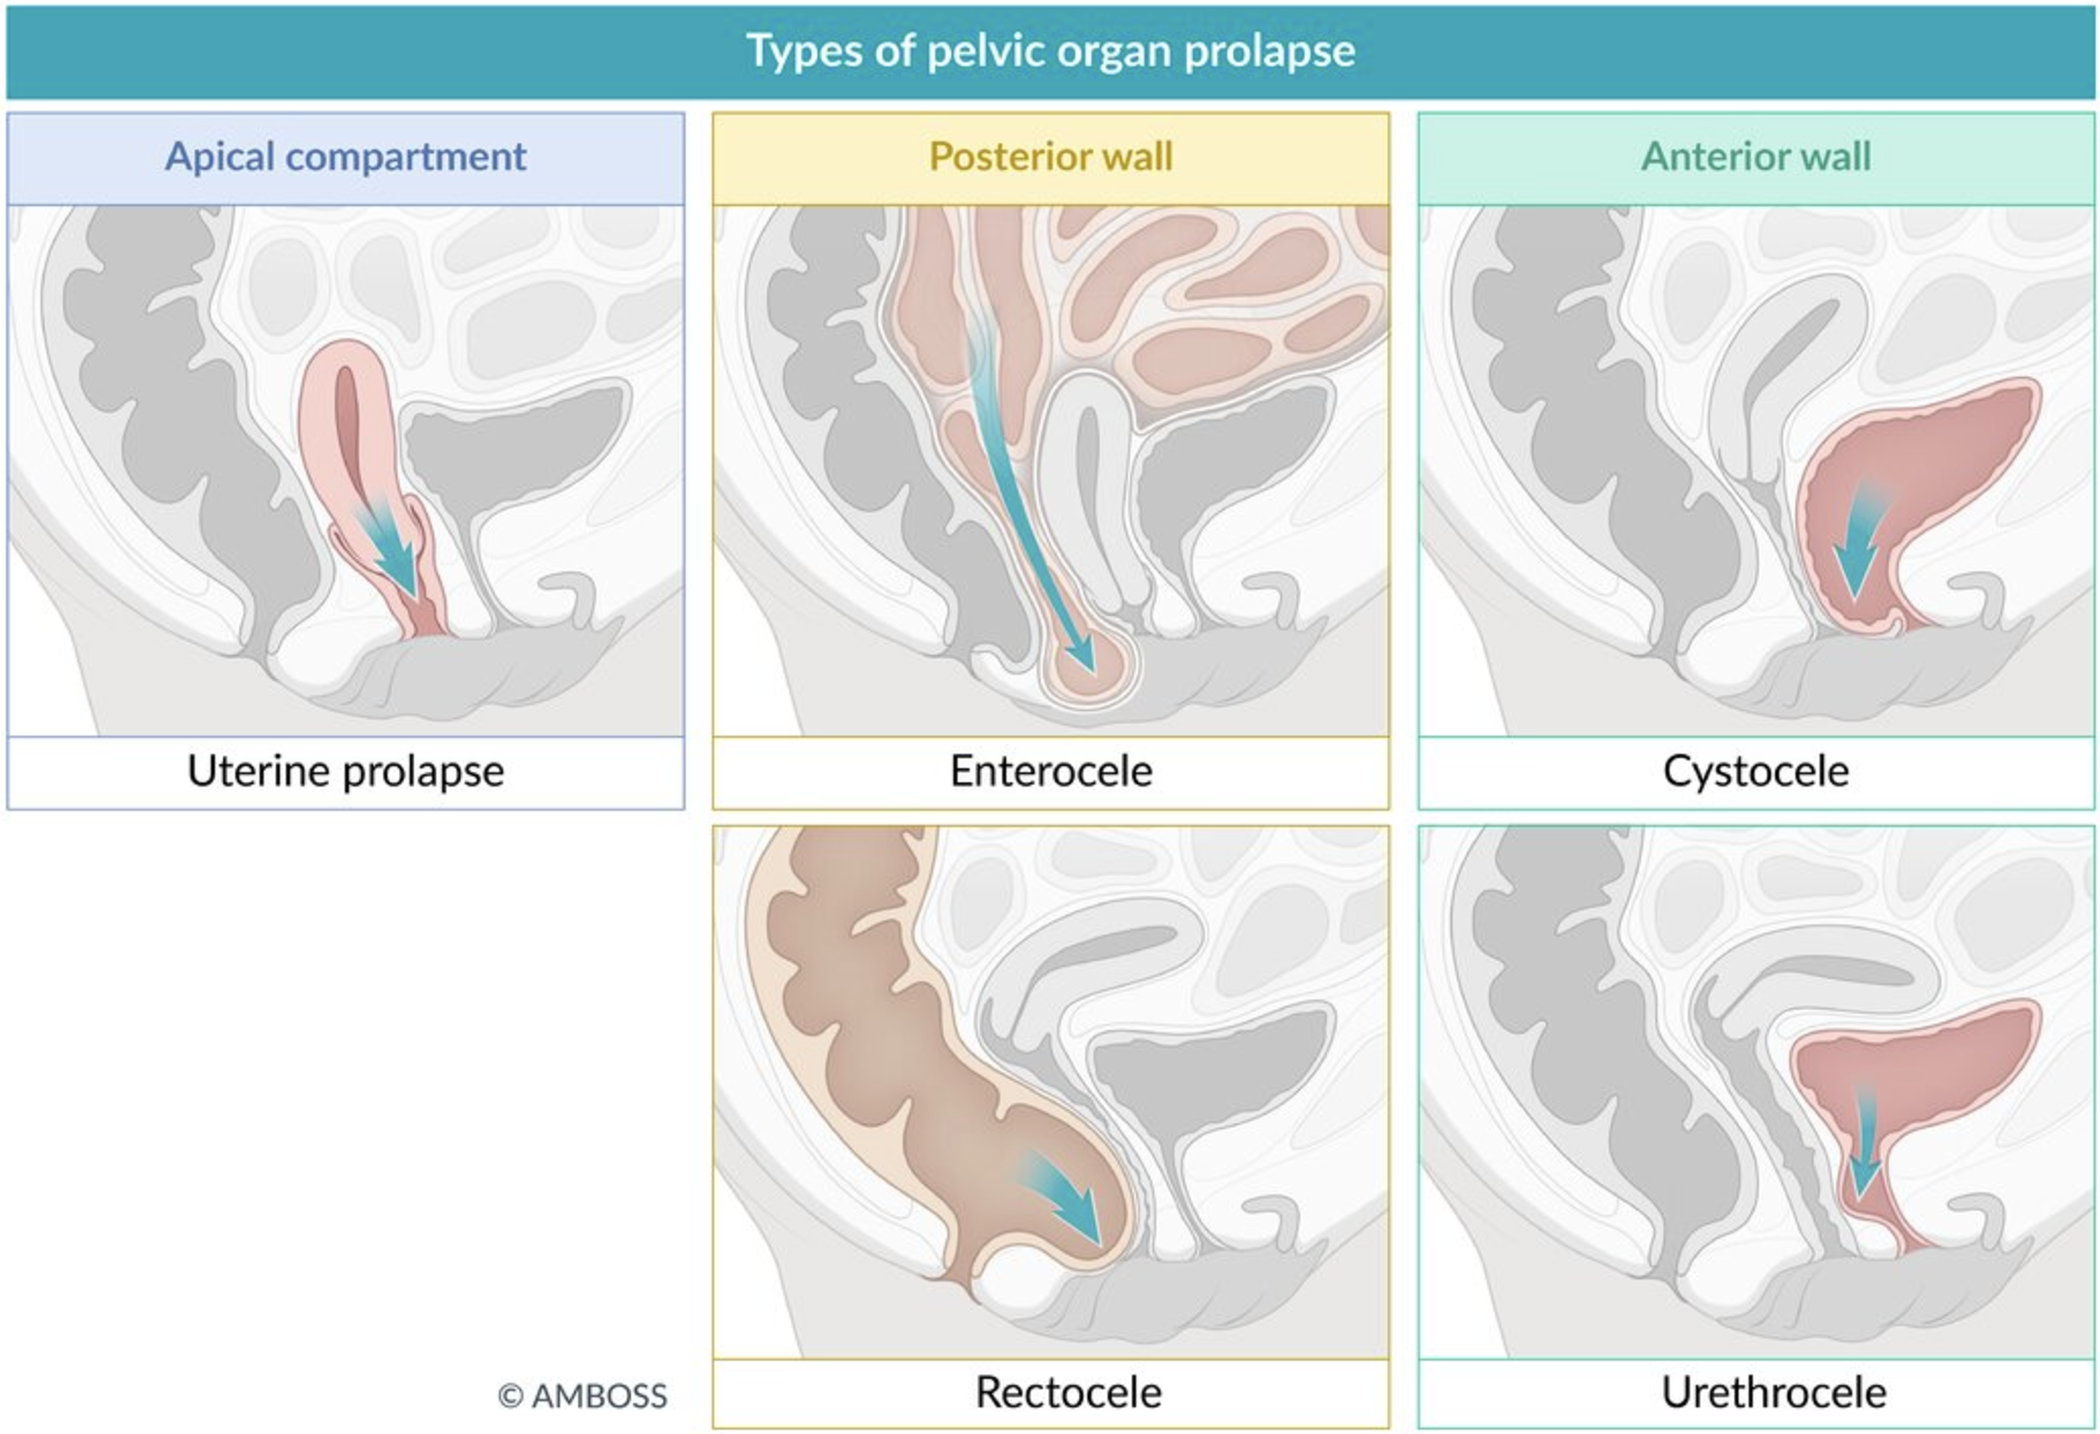 Types of pelvic organ prolapse
Apical compartment
Posterior wall
Anterior wall
Uterine prolapse
Enterocele
Cystocele
Rectocele
Urethrocele
© AMBOSS